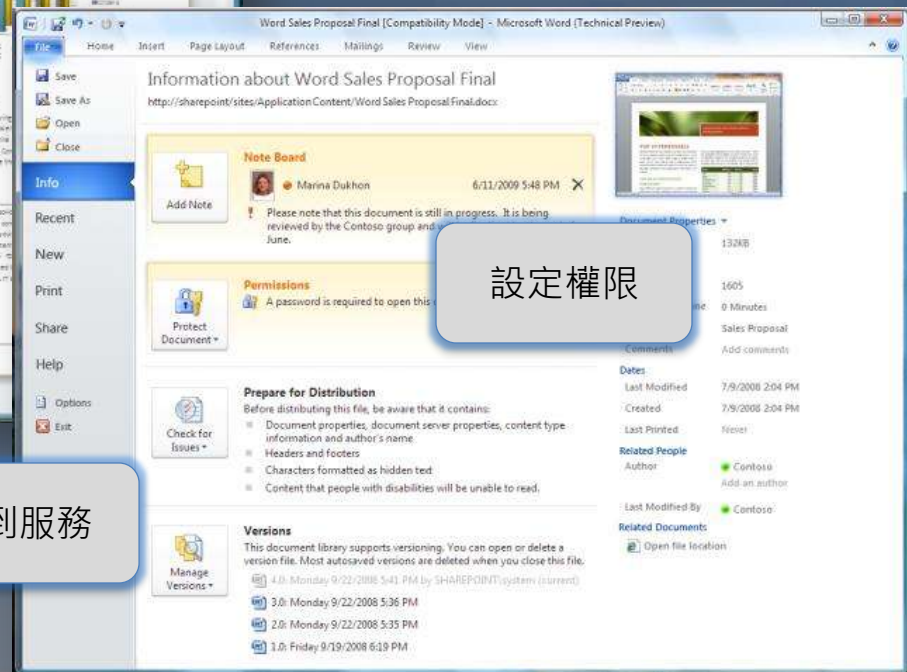 Word Sales Proposal Final [Compatibility Mode] - Microsoft Word (Technical Preview)
File Home Insert Page Layout References Mailings Review View
Save
Save As
Open
Close
Info
Recent
New
Print
Share
Help
Options
Exit
Information about Word Sales Proposal Final
http://sharepoint/sites/ApplicationContent/Word Sales Proposal Final.docx
Add Note
Note Board
Marina Dukhon 6/11/2009 5:48 PM
Please note that this document is still in progress. It is being
reviewed by the Contoso group and
June.
設定權限
Protect
Document
Permissions
A password is required to open this
Check for
Issues
Prepare for Distribution
Before distributing this file, be aware that it contains:
Document properties, document server properties, content type
information and author's name
Headers and footers
Characters formatted as hidden text
Content that people with disabilities will be unable to read.
到服務
Manage
Versions
Versions
This document library supports versioning. You can open or delete a
version file. Most autosaved versions are deleted when you close this file.
4.0: Monday 9/22/2008 5:41 PM by SHAREPOINT\system (current)
3.0: Monday 9/22/2008 5:36 PM
2.0: Monday 9/22/2008 5:35 PM
1.0: Friday 9/19/2008 6:19 PM
Document Properties
132KB
1605
0 Minutes
Sales Proposal
Comments Add comments
Dates
Last Modified 7/9/2008 2:04 PM
Created 7/9/2008 2:04 PM
Last Printed Never
Related People
Author Contoso
Add an author
Last Modified By Contoso
Related Documents
Open file location